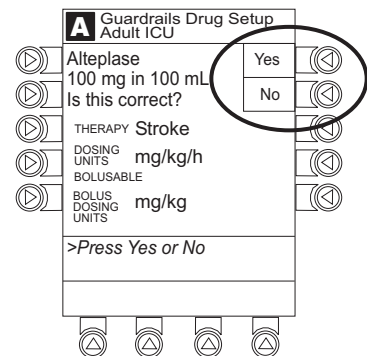 A Guardrails Drug Setup
Adult ICU
Alteplase Yes
100 mg in 100 mL
Is this correct? No
THERAPY Stroke
DOSING
UNITS mg/kg/h
BOLUSABLE
BOLUS
DOSING mg/kg
UNITS
>Press Yes or No